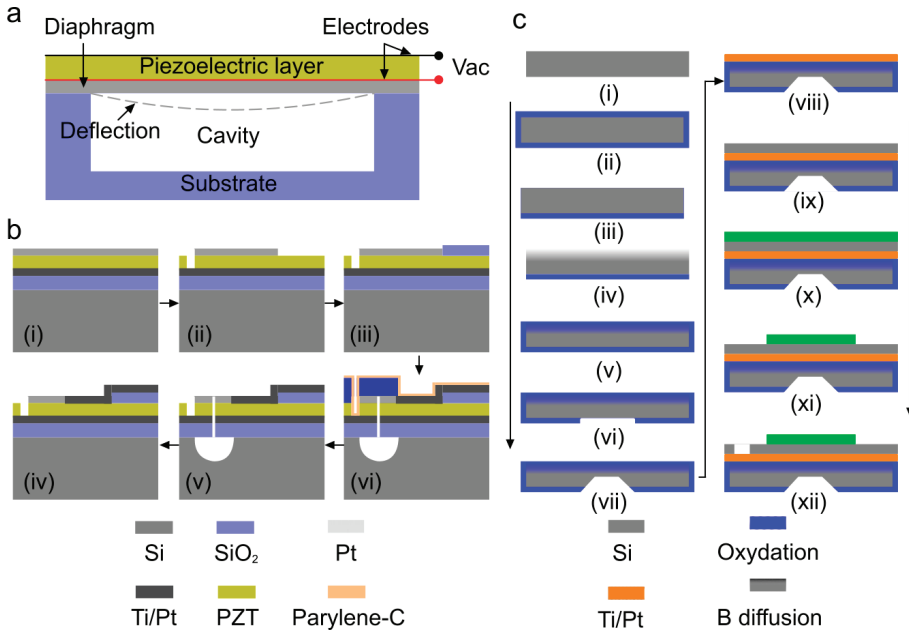 a
Diaphragm
Electrodes
Piezoelectric layer
Vac
Deflection
Cavity
Substrate
b
(i)
(ii)
(iii)
(iv)
(v)
(vi)
Si
SiO2
Pt
Ti/Pt
PZT
Parylene-C
c
(i)
(ii)
(iii)
(iv)
(v)
(vi)
(vii)
(viii)
(ix)
(x)
(xi)
(xii)
Si
Oxydation
Ti/Pt
B diffusion